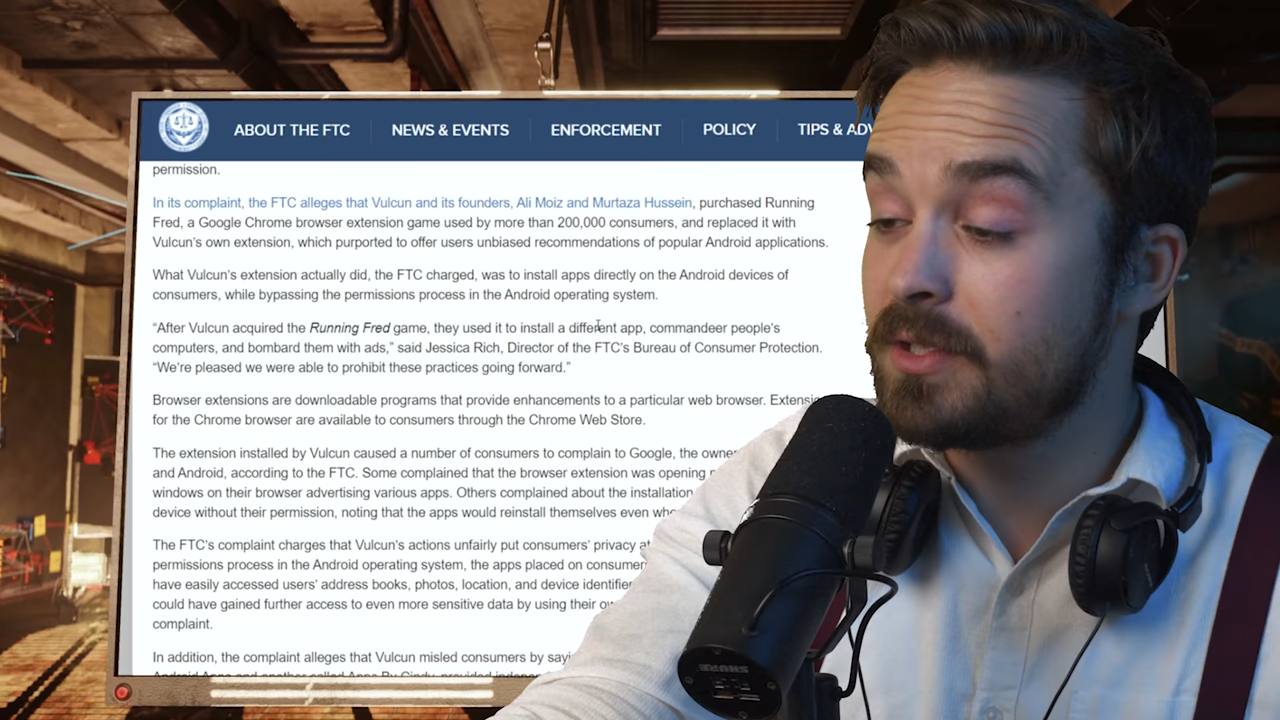 ABOUT THE FTC
NEWS & EVENTS
ENFORCEMENT
POLICY
TIPS & ADV
permission.
In its complaint, the FTC alleges that Vulcun and its founders, Ali Moiz and Murtaza Hussein, purchased Running
Fred, a Google Chrome browser extension game used by more than 200,000 consumers, and replaced it with
Vulcun's own extension, which purported to offer users unbiased recommendations of popular Android applications.
What Vulcun's extension actually did, the FTC charged, was to install apps directly on the Android devices of
consumers, while bypassing the permissions process in the Android operating system.
“After Vulcun acquired the Running Fred game, they used it to install a different app, commandeer people's
computers, and bombard them with ads,” said Jessica Rich, Director of the FTC's Bureau of Consumer Protection.
“We're pleased we were able to prohibit these practices going forward.”
Browser extensions are downloadable programs that provide enhancements to a particular web browser. Extensio
for the Chrome browser are available to consumers through the Chrome Web Store.
The extension installed by Vulcun caused a number of consumers to complain to Google, the owner
and Android, according to the FTC. Some complained that the browser extension was opening
windows on their browser advertising various apps. Others complained about the installation
device without their permission, noting that the apps would reinstall themselves even
The FTC's complaint charges that Vulcun's actions unfairly put consumers' privacy at
permissions process in the Android operating system, the apps placed on
have easily accessed users' address books, photos, location, and device
could have gained further access to even more sensitive data by using their
complaint.
In addition, the complaint alleges that Vulcun misled consumers by
Android Apps and another called Apps By Cindy, provided
SHURE